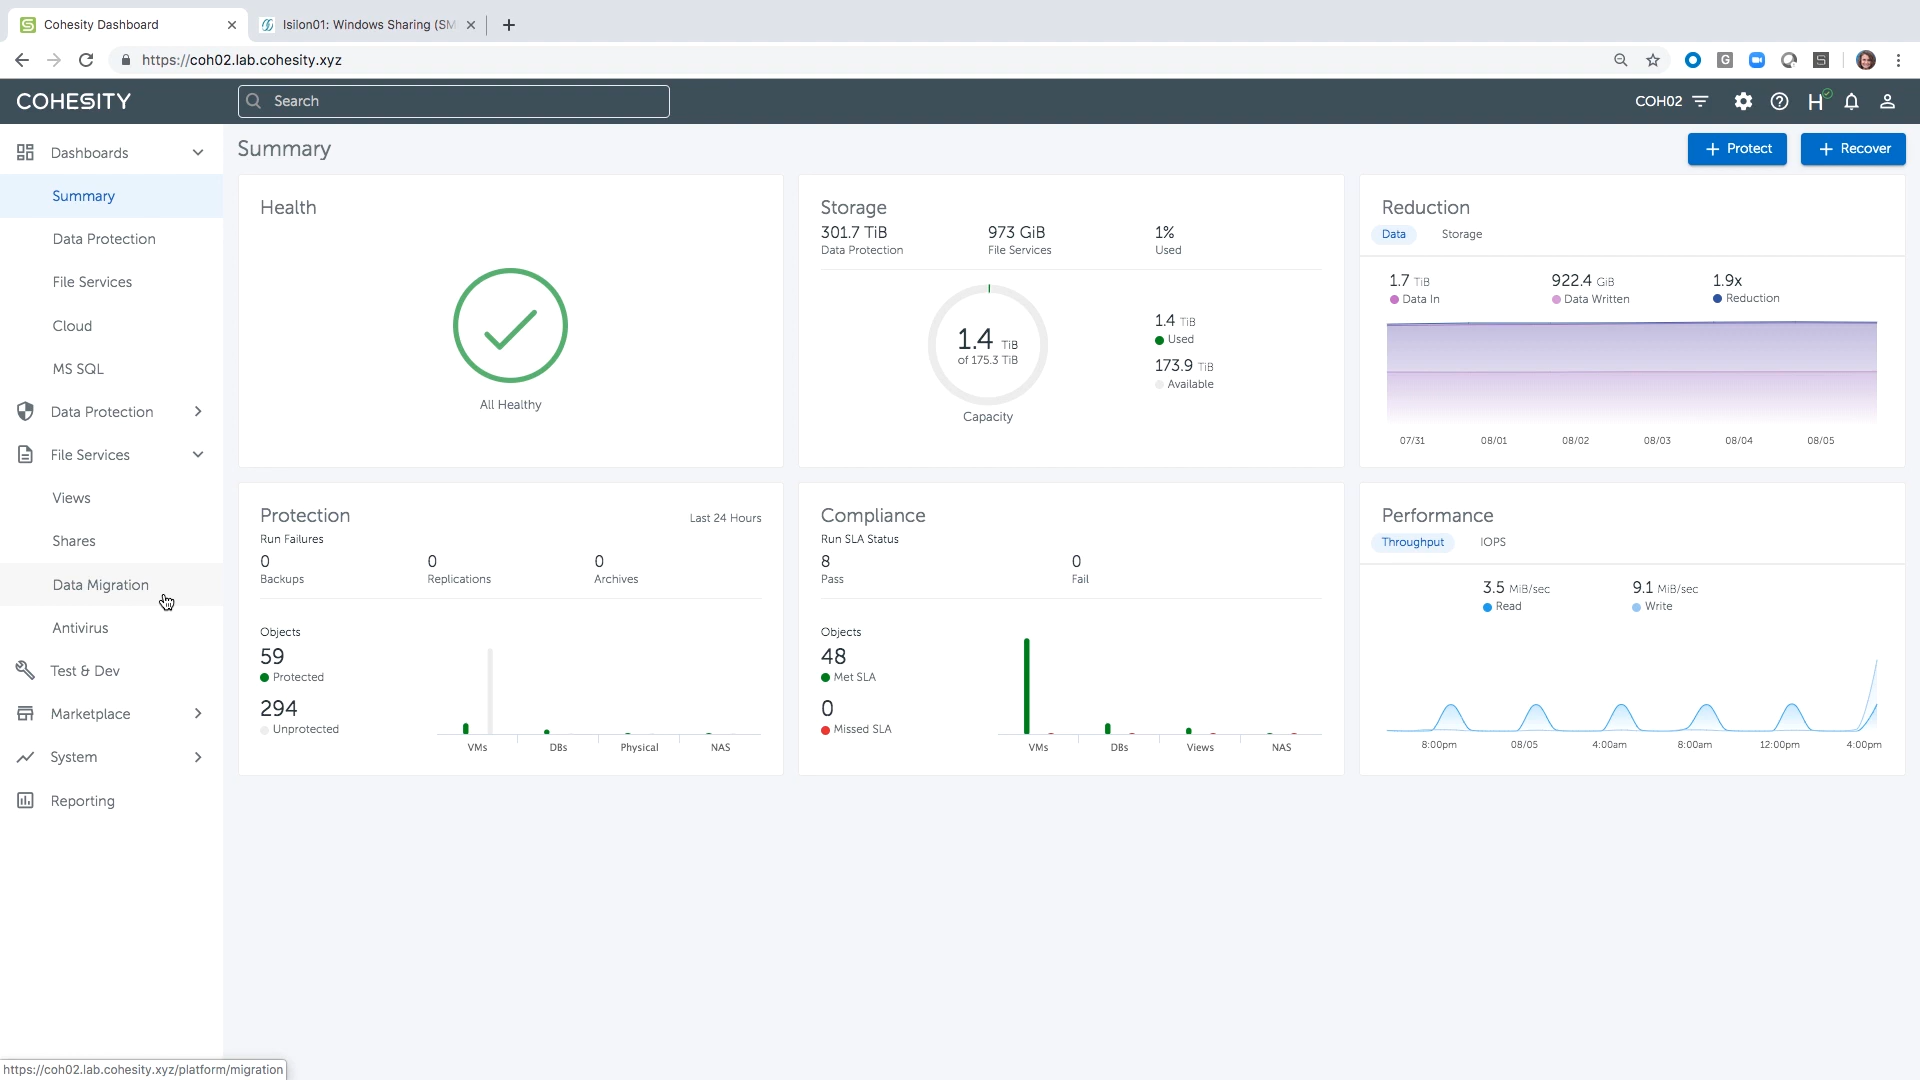 Cohesity Dashboard
Isilon01: Windows Sharing (SM
https://coh02.lab.cohesity.xyz
G
S
COHESITY
Search
COH02
H
Dashboards
Summary
Data Protection
File Services
Cloud
MS SQL
Data Protection
File Services
Views
Shares
Data Migration
Antivirus
Test & Dev
Marketplace
System
Reporting
Summary
+ Protect
+ Recover
Health
All Healthy
Storage
301.7 TiB
Data Protection
973 GiB
File Services
1%
Used
1.4 TiB
of 175.3 TiB
Capacity
1.4 TiB
Used
173.9 TiB
Available
Reduction
Data
Storage
1.7 TiB
Data In
922.4 GiB
Data Written
1.9x
Reduction
07/31 08/01 08/02 08/03 08/04 08/05
Protection
Last 24 Hours
Run Failures
0
Backups
0
Replications
0
Archives
Objects
59
Protected
294
Unprotected
VMs DBs Physical NAS
Compliance
Run SLA Status
8
Pass
0
Fail
Objects
48
Met SLA
0
Missed SLA
VMs DBs Views NAS
Performance
Throughput
IOPS
3.5 MiB/sec
Read
9.1 MiB/sec
Write
8:00pm 08/05 4:00am 8:00am 12:00pm 4:00pm
https://coh02.lab.cohesity.xyz/platform/migration